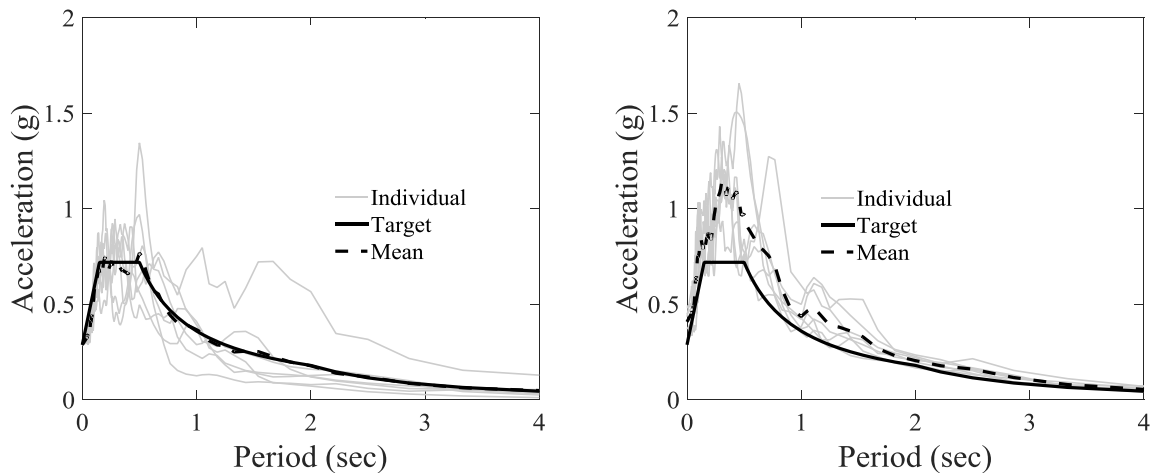 2
1.5
1
0.5
0
Acceleration (g)
Individual
Target
Mean
0 1 2 3 4
Period (sec)
2
1.5
1
0.5
0
Acceleration (g)
Individual
Target
Mean
0 1 2 3 4
Period (sec)